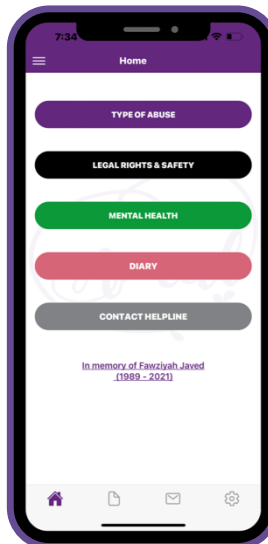 7:34
Home
TYPE OF ABUSE
LEGAL RIGHTS & SAFETY
MENTAL HEALTH
DIARY
CONTACT HELPLINE
In memory of Fawziyah Javed
(1989 - 2021)